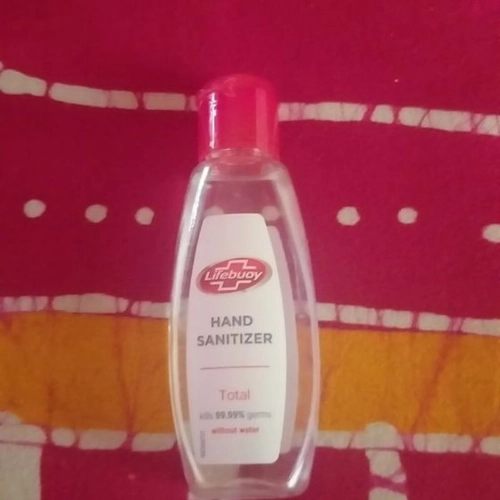 Lifebuoy
HAND
SANITIZER
Total
kills 99.99% germs
without water